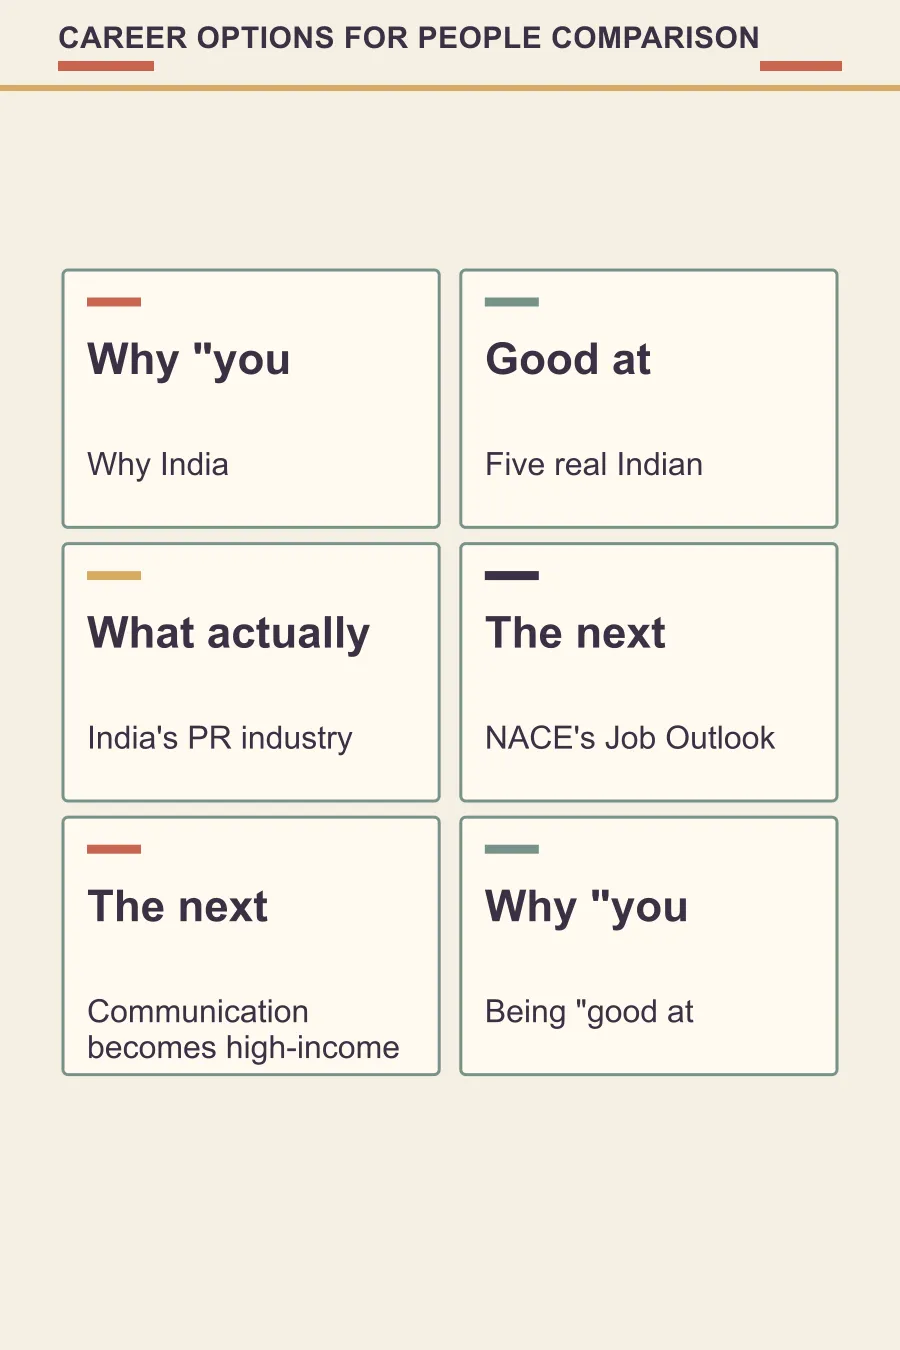 CAREER OPTIONS FOR PEOPLE COMPARISON
Why "you
Why India
Good at
Five real Indian
What actually
India's PR industry
The next
NACE's Job Outlook
The next
Communication
becomes high-income
Why "you
Being "good at